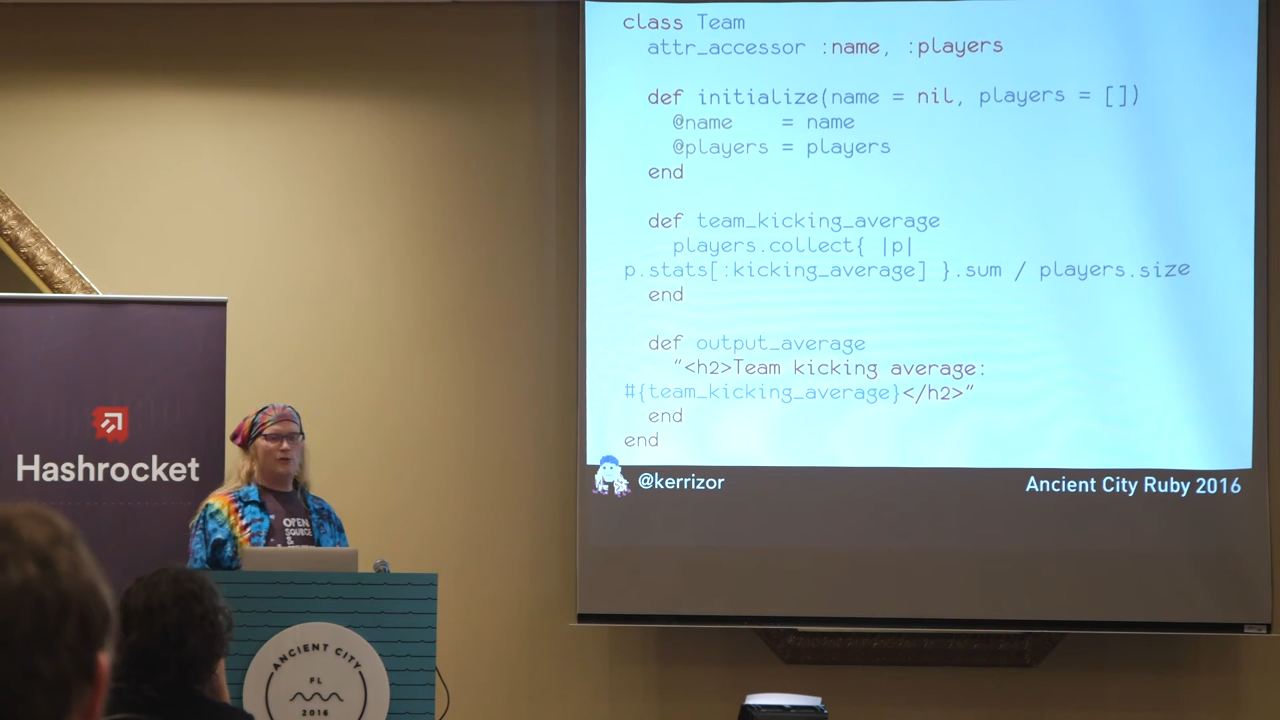 class Team
attr_accessor :name, :players
def initialize(name = nil, players = [])
@name = name
@players = players
end
def team_kicking_average
players.collect{ |p|
p.stats[:kicking_average] }.sum / players.size
end
def output_average
"<h2>Team kicking average:
#{team_kicking_average}</h2>"
end
end
@kerrizor
Ancient City Ruby 2016
Hashrocket
OPEN
SOURCE
ANCIENT CITY
FL
2016